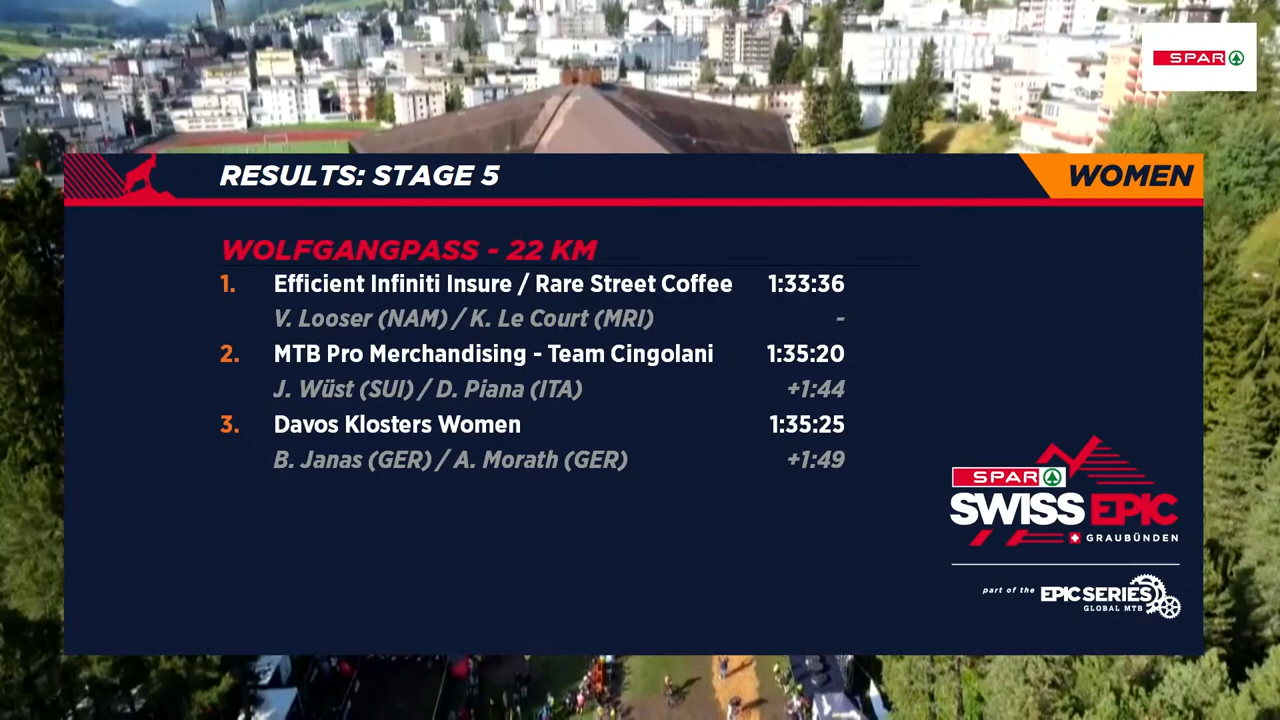 SPAR
RESULTS: STAGE 5
WOMEN
WOLFGANGPASS - 22 KM
1. Efficient Infiniti Insure / Rare Street Coffee 1:33:36
V. Looser (NAM) / K. Le Court (MRI) -
2. MTB Pro Merchandising - Team Cingolani 1:35:20
J. Wüst (SUI) / D. Piana (ITA) +1:44
3. Davos Klosters Women 1:35:25
B. Janas (GER) / A. Morath (GER) +1:49
SPAR
SWISS EPIC
GRAUBÜNDEN
part of the EPIC SERIES
GLOBAL MTB